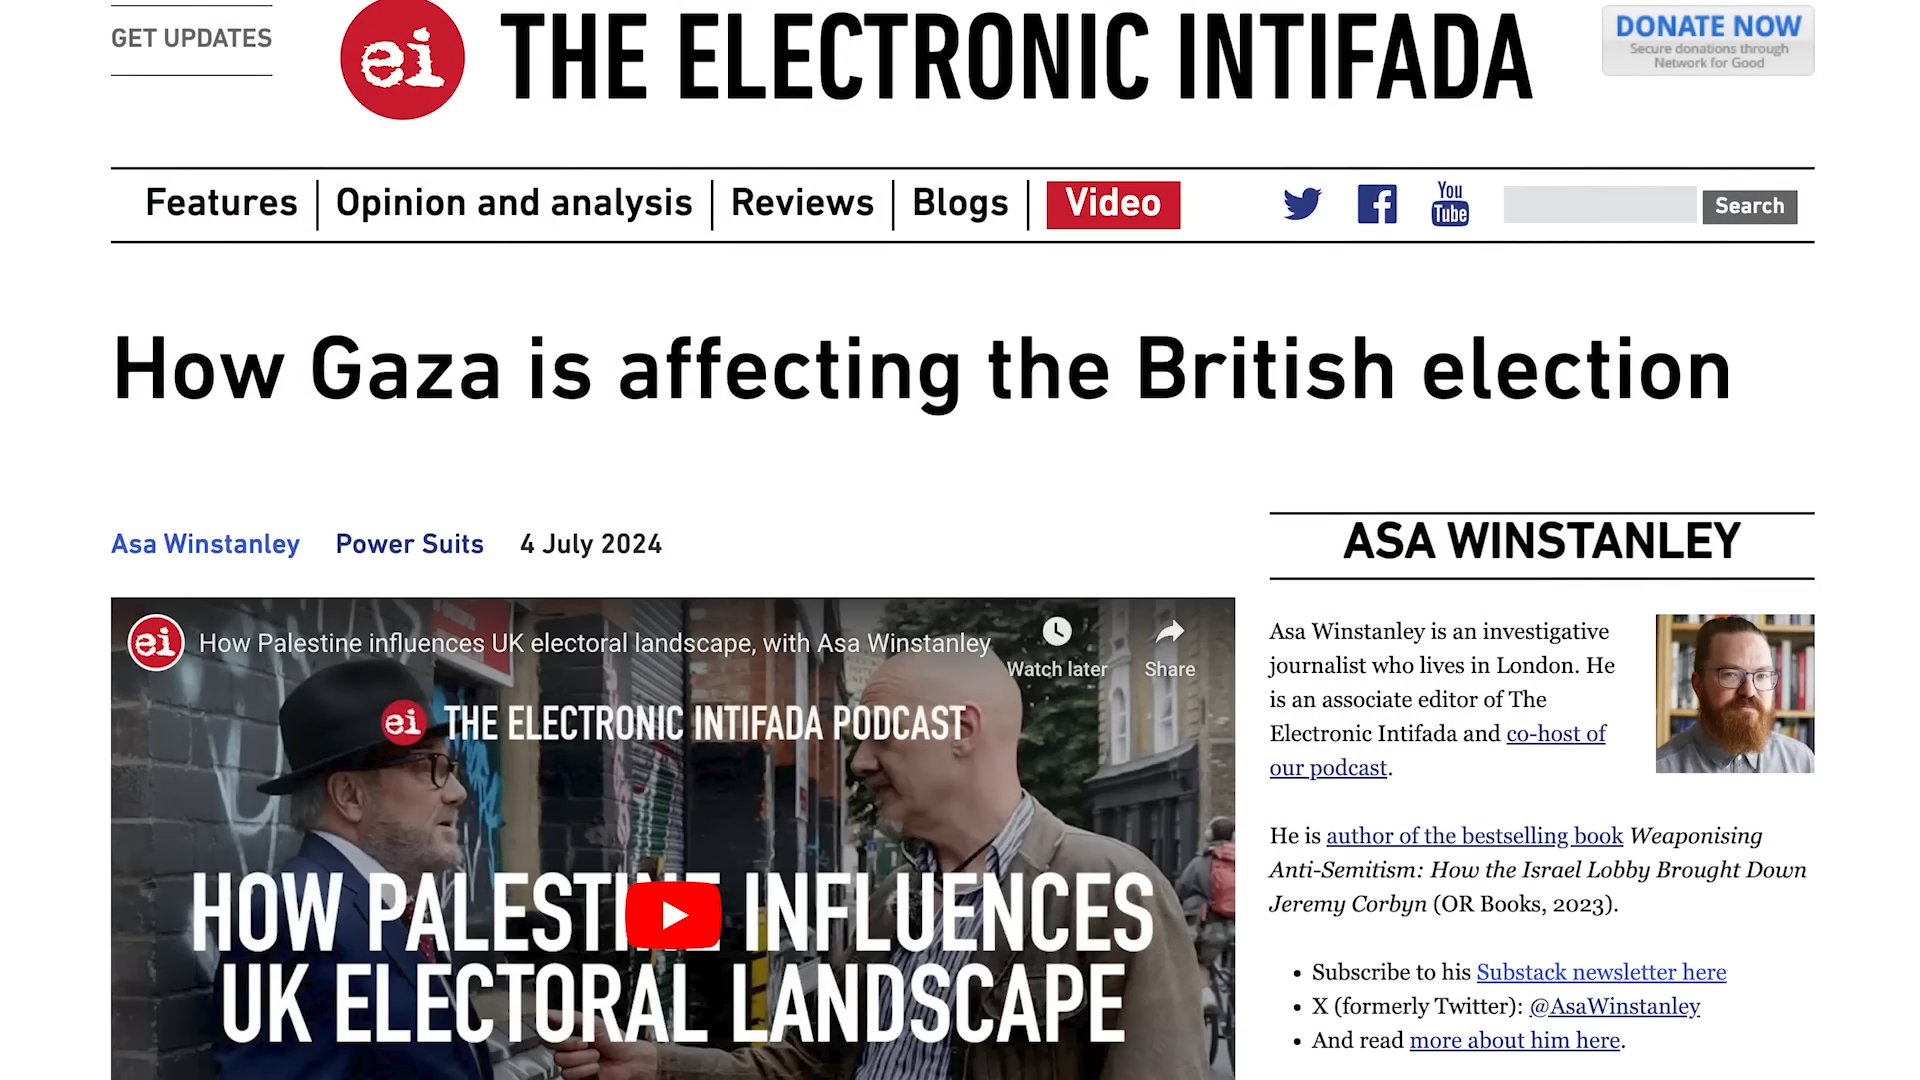 GET UPDATES
ei
THE ELECTRONIC INTIFADA
DONATE NOW
Secure donations through
Network for Good
Features
Opinion and analysis
Reviews
Blogs
Video
You
Tube
Search
How Gaza is affecting the British election
Asa Winstanley Power Suits 4 July 2024
ei How Palestine influences UK electoral landscape, with Asa Winstanley
Watch later
Share
ei THE ELECTRONIC INTIFADA PODCAST
HOW PALESTINE INFLUENCES
UK ELECTORAL LANDSCAPE
ASA WINSTANLEY
Asa Winstanley is an investigative
journalist who lives in London. He
is an associate editor of The
Electronic Intifada and co-host of
our podcast.
He is author of the bestselling book Weaponising
Anti-Semitism: How the Israel Lobby Brought Down
Jeremy Corbyn (OR Books, 2023).
• Subscribe to his Substack newsletter here
• X (formerly Twitter): @AsaWinstanley
• And read more about him here.